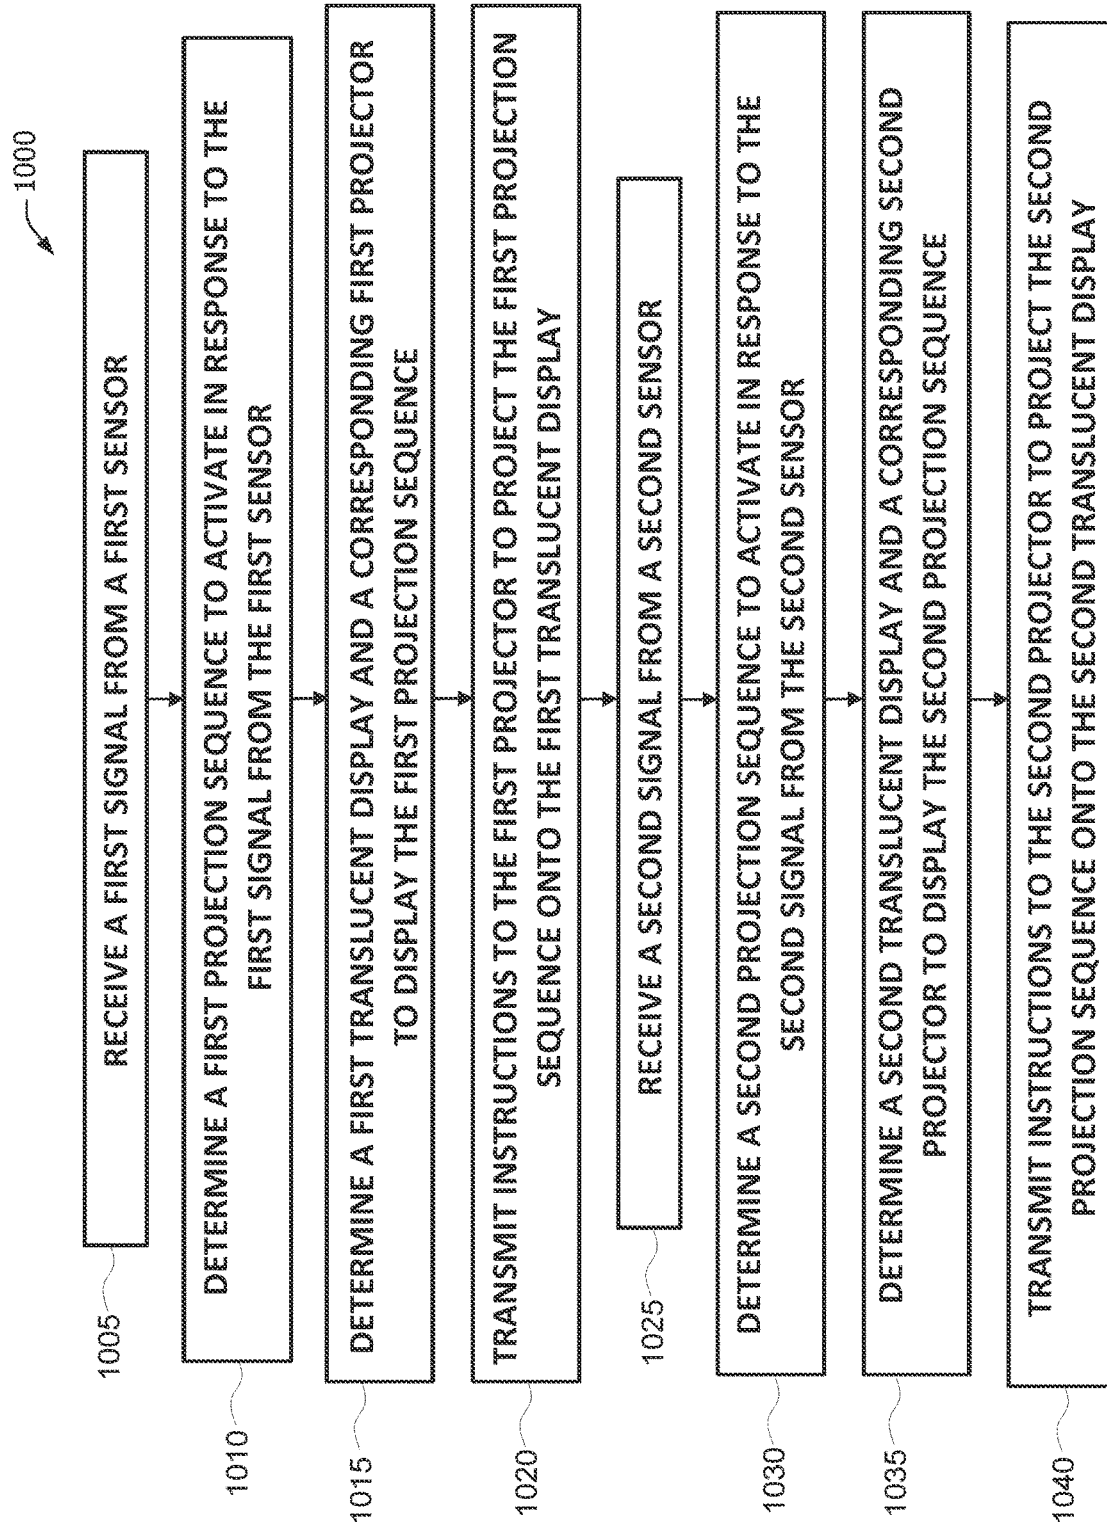 1000
1005
RECEIVE A FIRST SIGNAL FROM A FIRST SENSOR
1010
DETERMINE A FIRST PROJECTION SEQUENCE TO ACTIVATE IN RESPONSE TO THE
FIRST SIGNAL FROM THE FIRST SENSOR
1015
DETERMINE A FIRST TRANSLUCENT DISPLAY AND A CORRESPONDING FIRST PROJECTOR
TO DISPLAY THE FIRST PROJECTION SEQUENCE
1020
TRANSMIT INSTRUCTIONS TO THE FIRST PROJECTOR TO PROJECT THE FIRST PROJECTION
SEQUENCE ONTO THE FIRST TRANSLUCENT DISPLAY
1025
RECEIVE A SECOND SIGNAL FROM A SECOND SENSOR
1030
DETERMINE A SECOND PROJECTION SEQUENCE TO ACTIVATE IN RESPONSE TO THE
SECOND SIGNAL FROM THE SECOND SENSOR
1035
DETERMINE A SECOND TRANSLUCENT DISPLAY AND A CORRESPONDING SECOND
PROJECTOR TO DISPLAY THE SECOND PROJECTION SEQUENCE
1040
TRANSMIT INSTRUCTIONS TO THE SECOND PROJECTOR TO PROJECT THE SECOND
PROJECTION SEQUENCE ONTO THE SECOND TRANSLUCENT DISPLAY